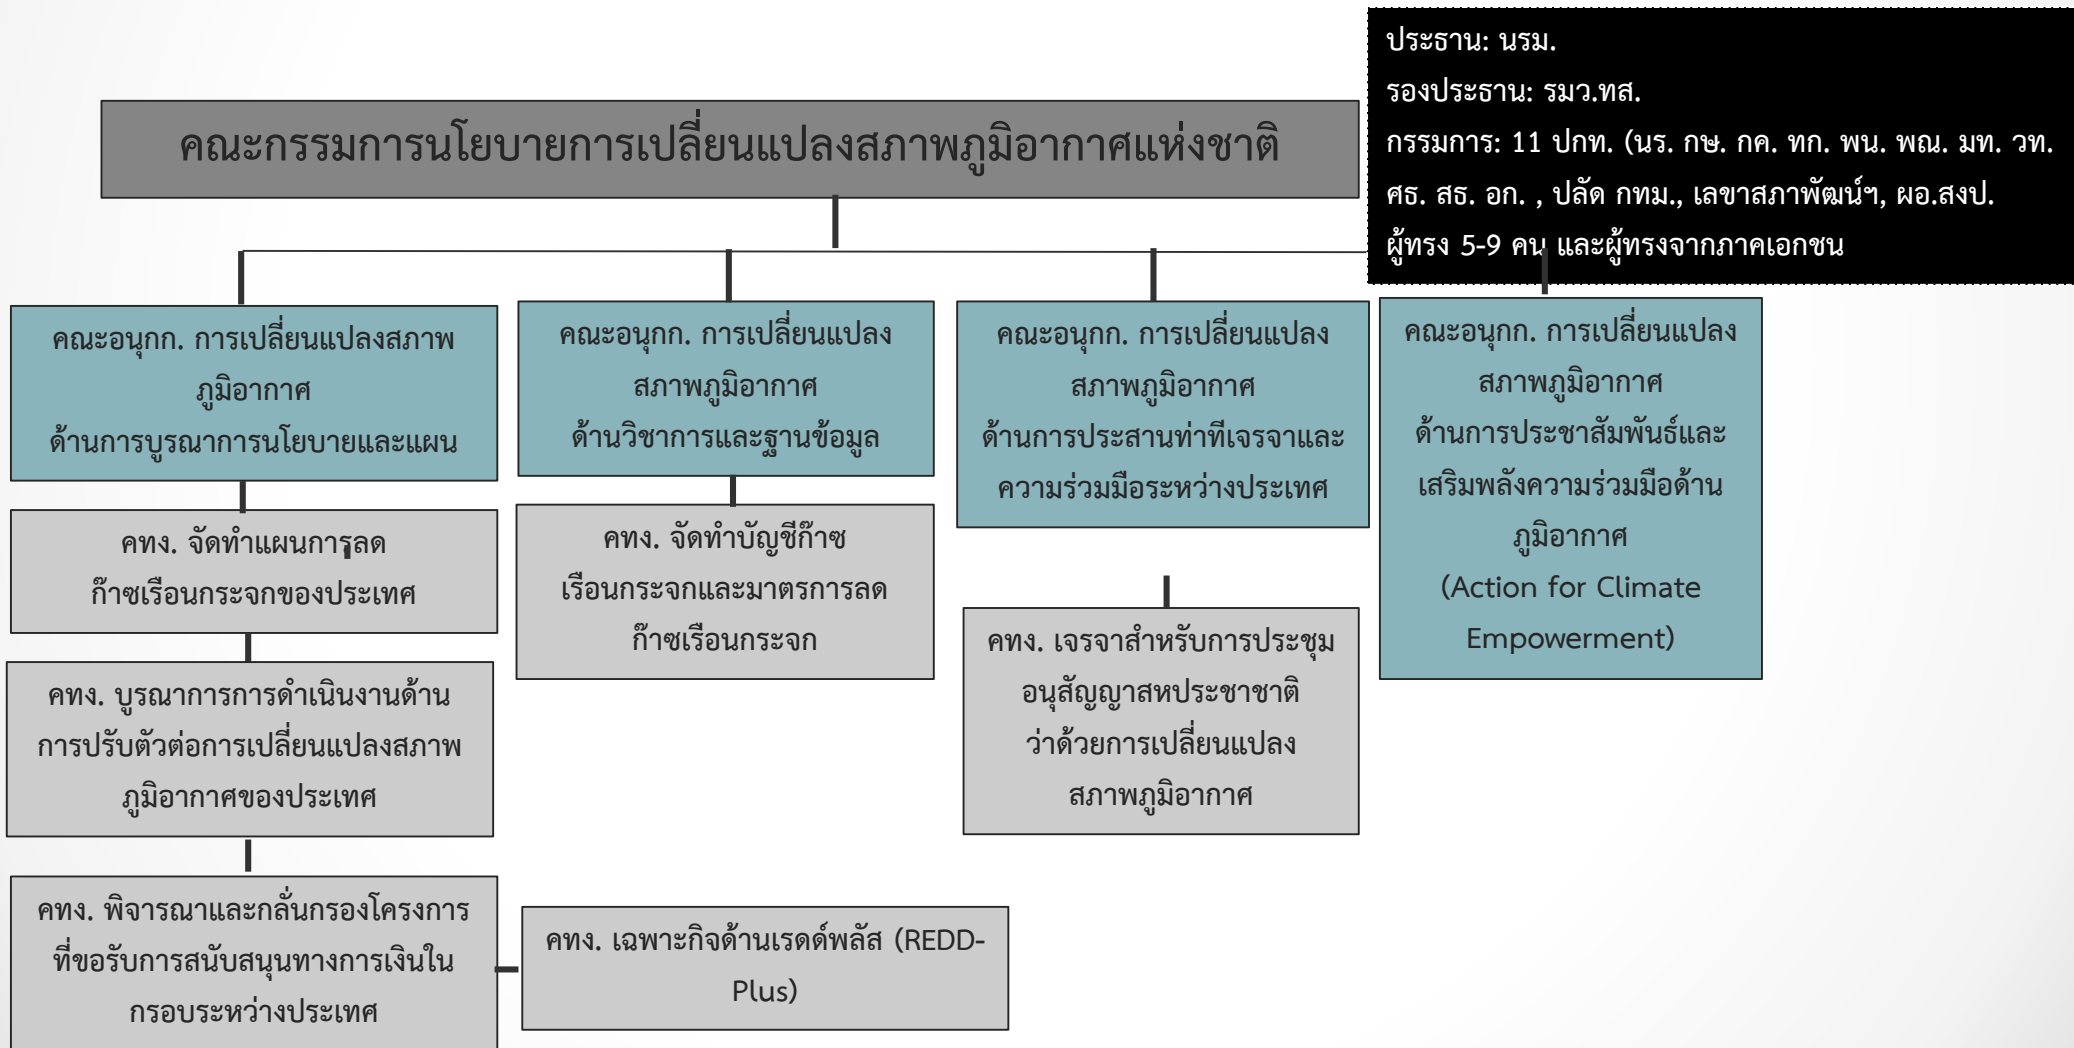 ประธาน: นรม.
รองประธาน: รมว.ทส.
กรรมการ: 11 ปกท. (นร. กษ. กค. ทก. พน. พณ. มท. วท.
ศธ. สธ. อก. , ปลัด กทม., เลขาสภาพัฒน์ฯ, ผอ.สงป.
ผู้ทรง 5-9 คน และผู้ทรงจากภาคเอกชน
คณะกรรมการนโยบายการเปลี่ยนแปลงสภาพภูมิอากาศแห่งชาติ
คณะอนุกก. การเปลี่ยนแปลงสภาพ
ภูมิอากาศ
ด้านการบูรณาการนโยบายและแผน
คณะอนุกก. การเปลี่ยนแปลง
สภาพภูมิอากาศ
ด้านวิชาการและฐานข้อมูล
คณะอนุกก. การเปลี่ยนแปลง
สภาพภูมิอากาศ
ด้านการประสานท่าทีเจรจาและ
ความร่วมมือระหว่างประเทศ
คณะอนุกก. การเปลี่ยนแปลง
สภาพภูมิอากาศ
ด้านการประชาสัมพันธ์และ
เสริมพลังความร่วมมือด้าน
ภูมิอากาศ
(Action for Climate
Empowerment)
คทง. จัดทำแผนการลด
ก๊าซเรือนกระจกของประเทศ
คทง. จัดทำบัญชีก๊าซ
เรือนกระจกและมาตรการลด
ก๊าซเรือนกระจก
คทง. เจรจาสำหรับการประชุม
อนุสัญญาสหประชาชาติ
ว่าด้วยการเปลี่ยนแปลง
สภาพภูมิอากาศ
คทง. บูรณาการการดำเนินงานด้าน
การปรับตัวต่อการเปลี่ยนแปลงสภาพ
ภูมิอากาศของประเทศ
คทง. พิจารณาและกลั่นกรองโครงการ
ที่ขอรับการสนับสนุนทางการเงินใน
กรอบระหว่างประเทศ
คทง. เฉพาะกิจด้านเรดด์พลัส (REDD-
Plus)